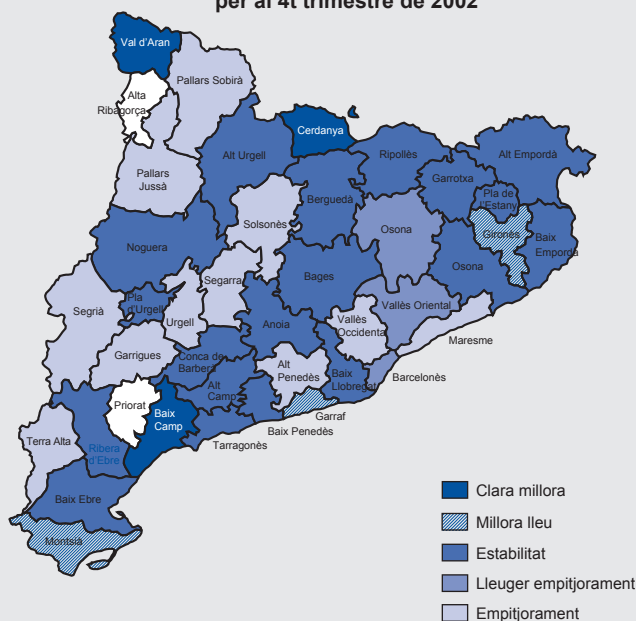 per al 4t trimestre de 2002
Val d'Aran
Pallars Sobirà
Alta
Ribagorça
Cerdanya
Alt Urgell
Ripollès
Alt Empordà
Garrotxa
Pallars
Jussà
Berguedà
Pla de
l'Estany
Solsonès
Osona
Gironès
Noguera
Baix
Emporda
Bages
Osona
Segarra
Pla
d'Urgell
Vallès Oriental
Segrià
Urgell
Anoia
Vallès
Occidental
Maresme
Garrigues
Conca de
Barberà
Alt
Penedès
Baix
Llobregat
Barcelonès
Alt
Camp
Priorat
Baix
Camp
Garraf
Baix Penedès
Terra Alta
Ribera
d'Ebre
Tarragonès
Baix Ebre
Montsià
Clara millora
Millora lleu
Estabilitat
Lleuger empitjorament
Empitjorament